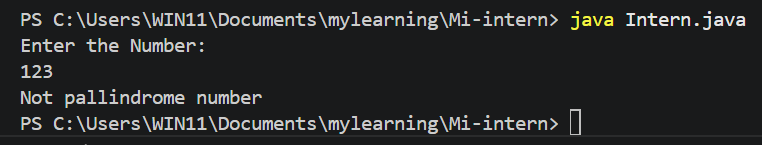 PS C:\Users\WIN11\Documents\mylearning\Mi-intern> java Intern.java
Enter the Number:
123
Not pallindrome number
PS C:\Users\WIN11\Documents\mylearning\Mi-intern>